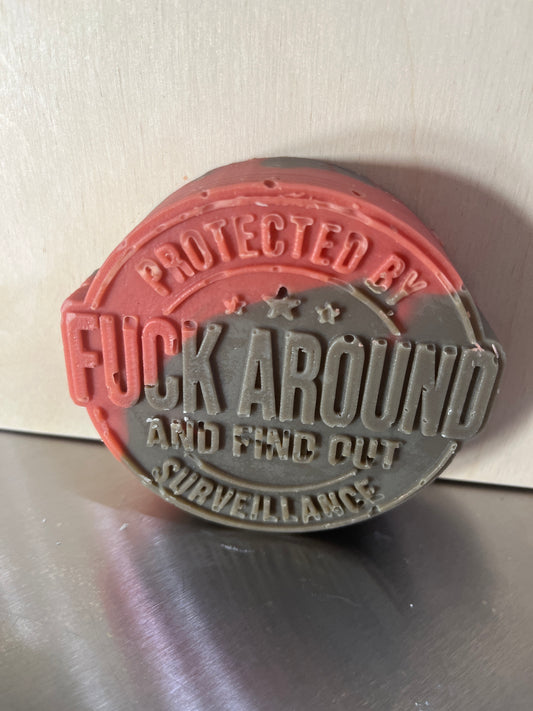 PROTECTED BY
FUCK AROUND
AND FIND OUT
SURVEILLANCE